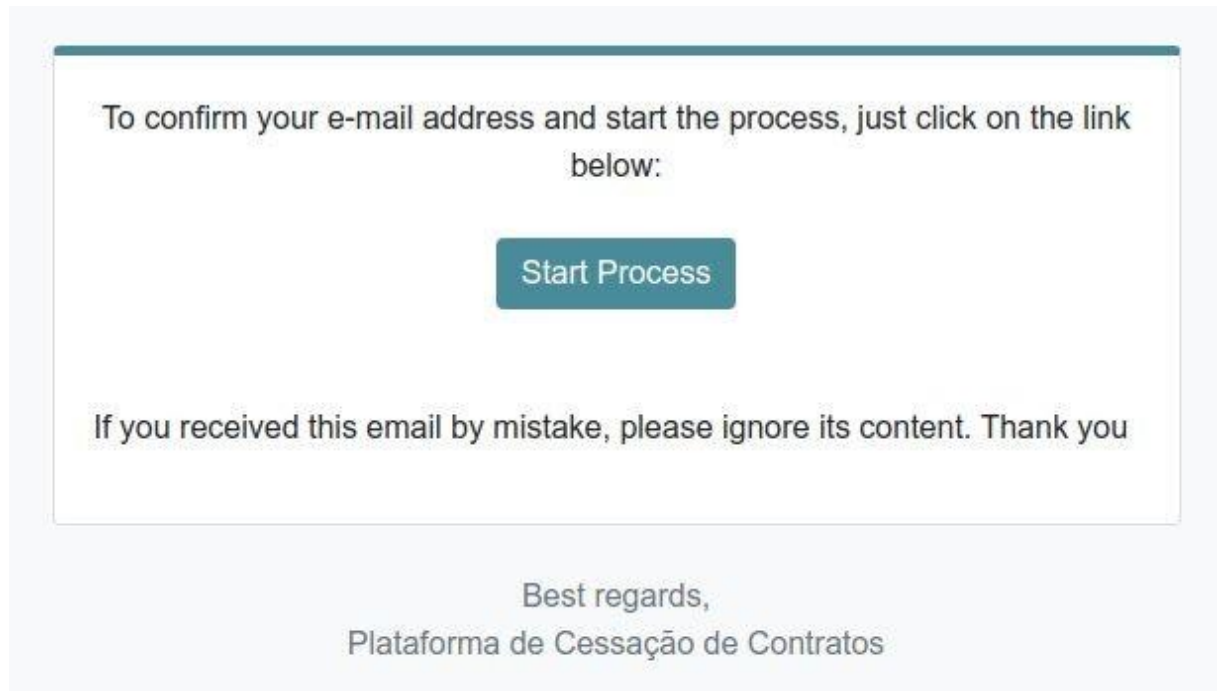 To confirm your e-mail address and start the process, just click on the link
below:
Start Process
If you received this email by mistake, please ignore its content. Thank you
Best regards,
Plataforma de Cessação de Contratos